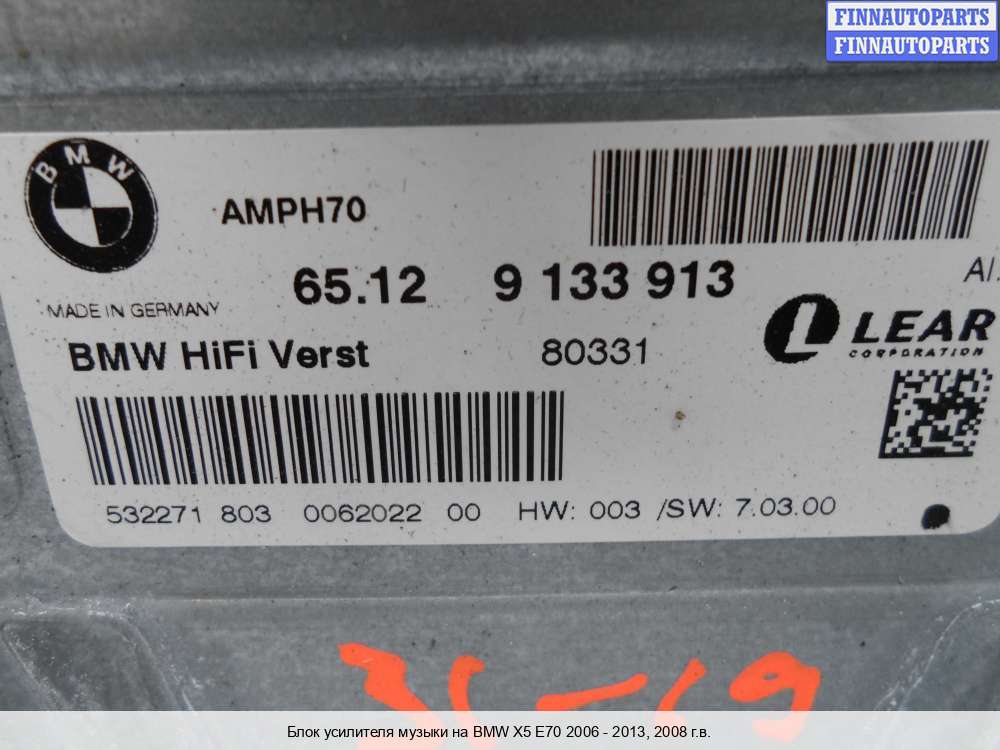 FINNAUTOPARTS
FINNAUTOPARTS
BMW
AMPH70
65.12 9 133 913
AI
MADE IN GERMANY
BMW HiFi Verst 80331
LEAR
CORPORATION
532271 803 0062022 00 HW: 003 /SW: 7.03.00
Блок усилителя музыки на BMW X5 E70 2006 - 2013, 2008 г.в.